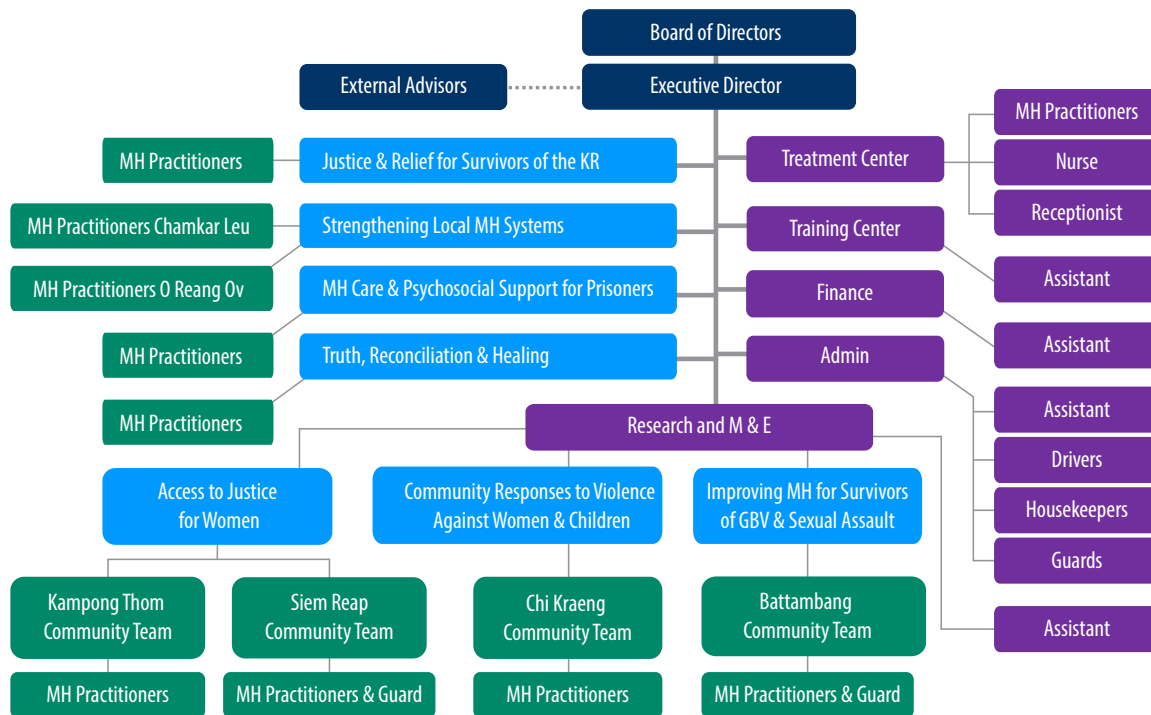 Board of Directors
External Advisors
Executive Director
MH Practitioners
MH Practitioners
Justice & Relief for Survivors of the KR
Treatment Center
Nurse
Receptionist
MH Practitioners Chamkar Leu
Strengthening Local MH Systems
Training Center
Assistant
MH Practitioners O Reang Ov
MH Care & Psychosocial Support for Prisoners
Finance
Assistant
MH Practitioners
Truth, Reconciliation & Healing
Admin
Assistant
MH Practitioners
Research and M & E
Drivers
Housekeepers
Guards
Assistant
Access to Justice
for Women
Community Responses to Violence
Against Women & Children
Improving MH for Survivors
of GBV & Sexual Assault
Kampong Thom
Community Team
Siem Reap
Community Team
Chi Kraeng
Community Team
Battambang
Community Team
MH Practitioners
MH Practitioners & Guard
MH Practitioners
MH Practitioners & Guard